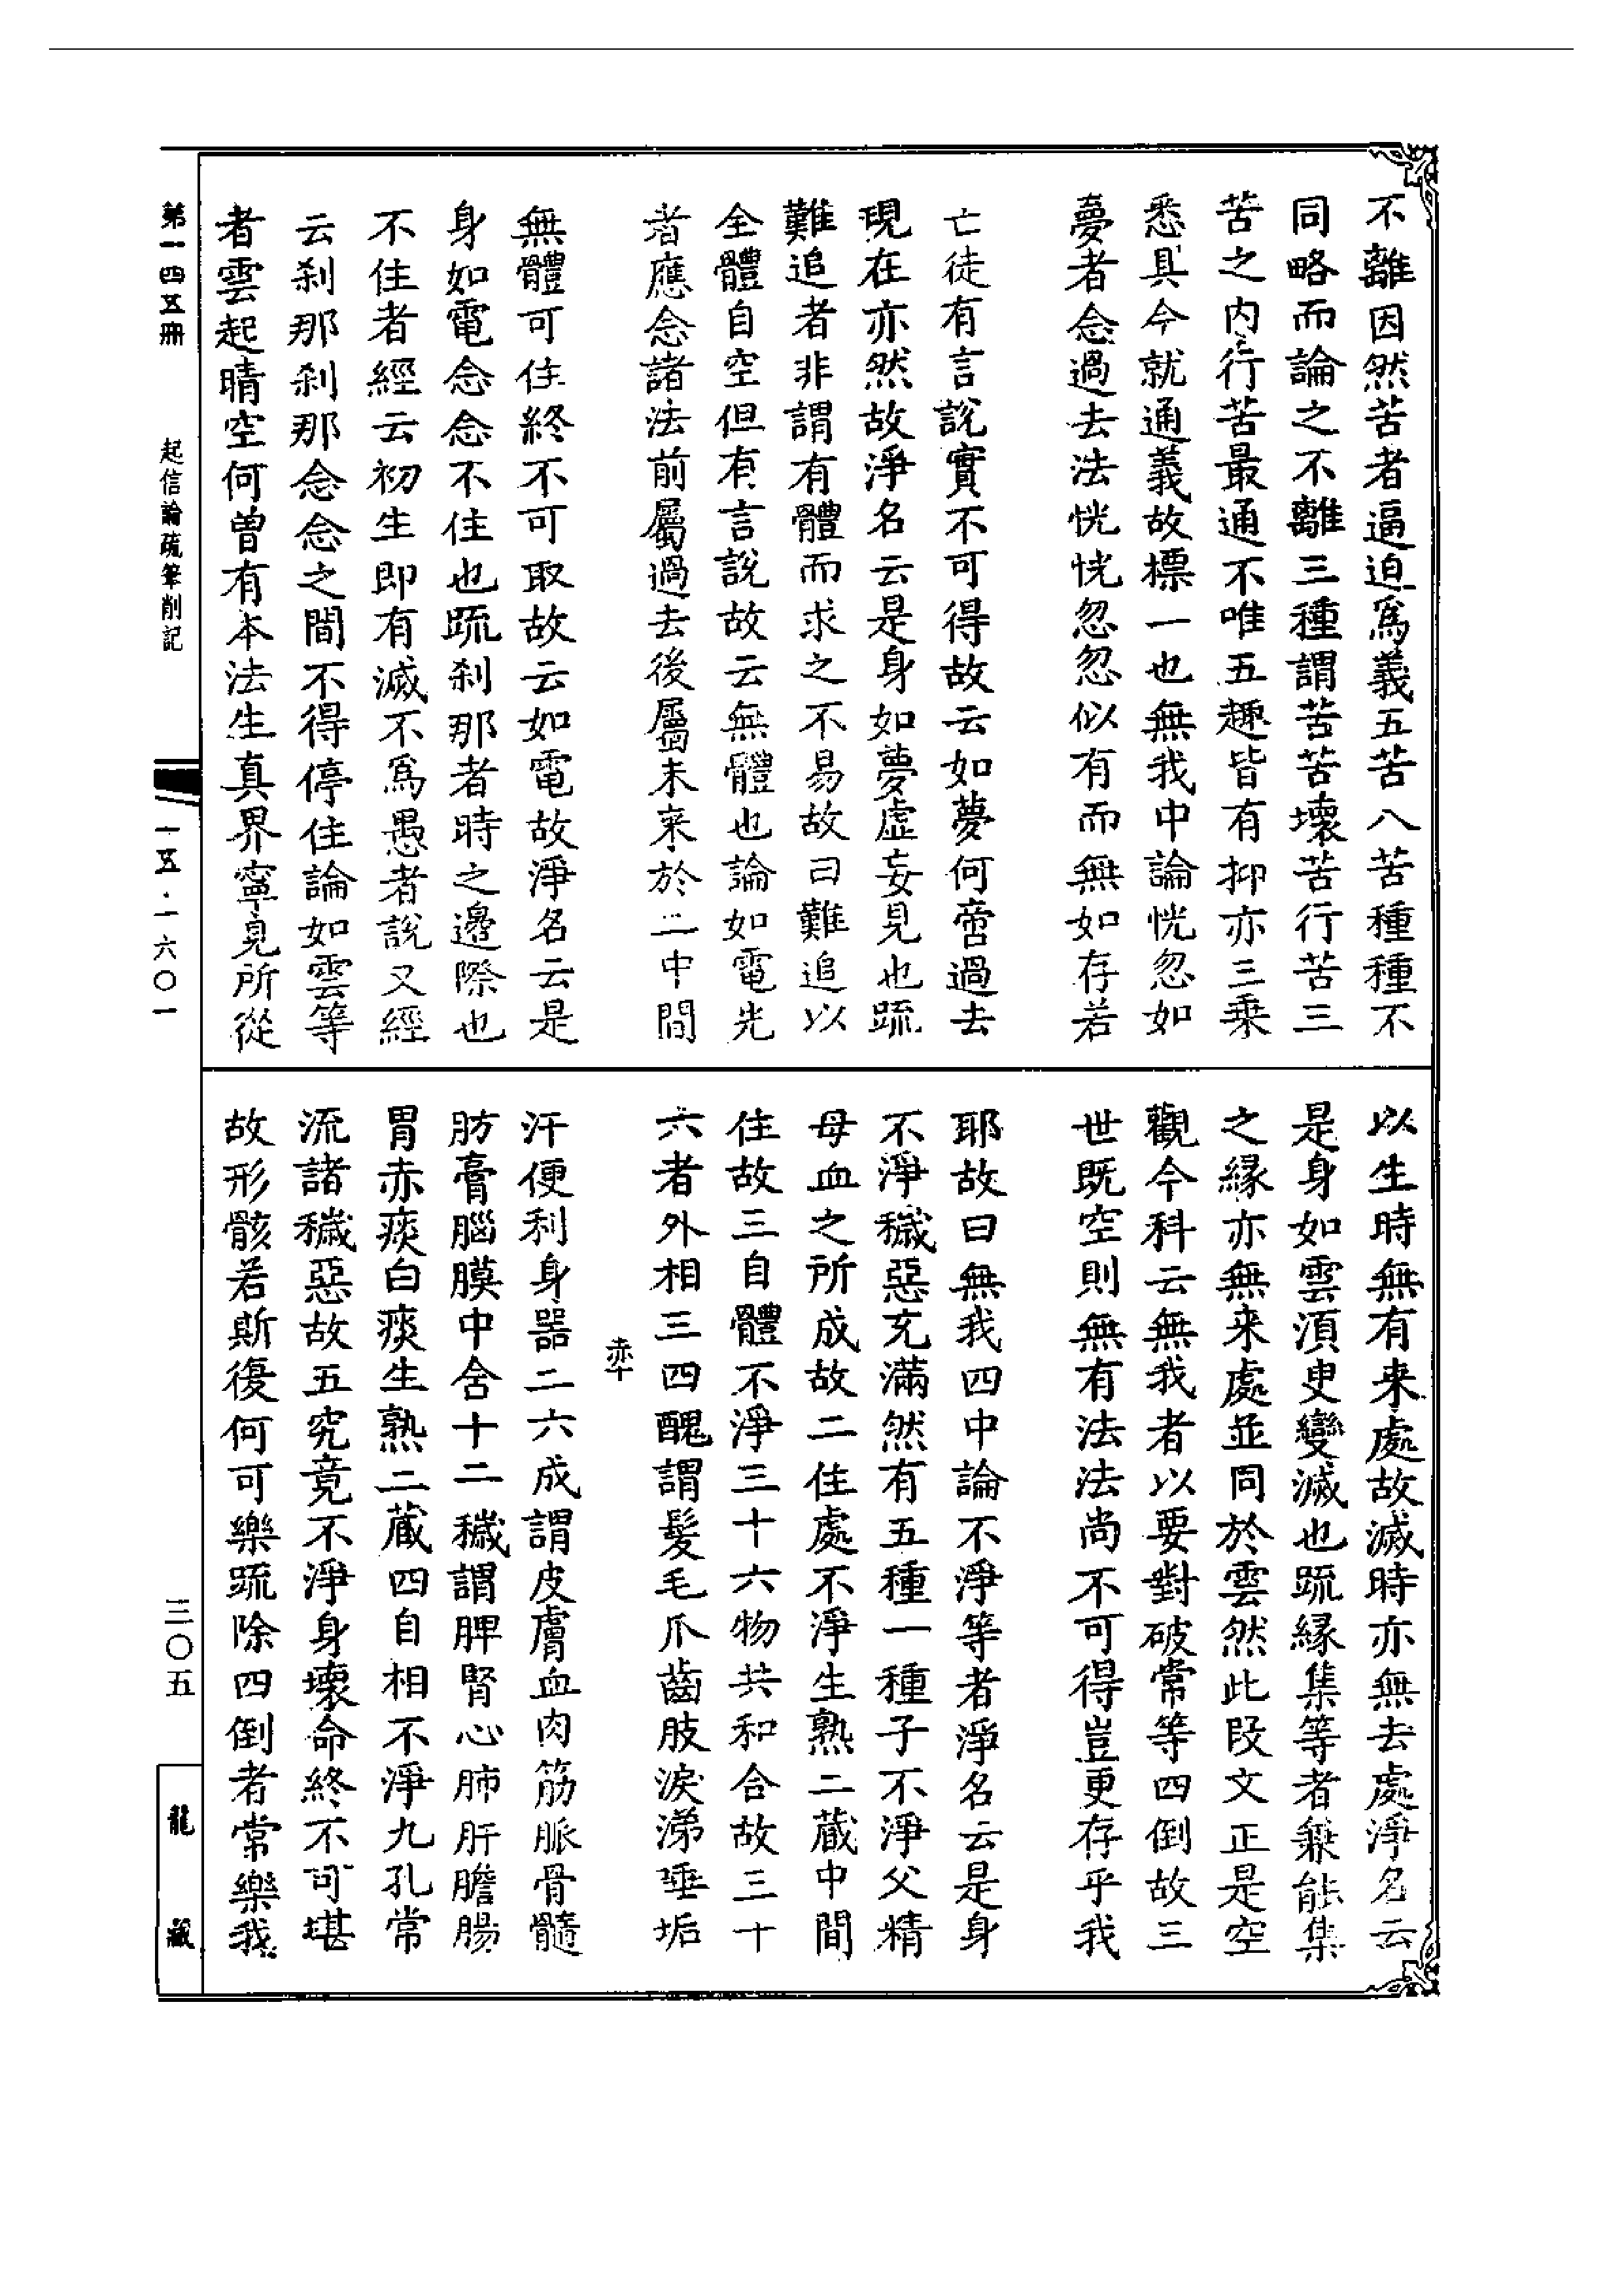 不離因然苦者逼迫爲義五苦八苦種種不
同略而論之不離三種謂苦苦壞苦行苦三
苦之内行苦最通不唯五趣皆有抑亦三乘
悉具今就通義故標一也無我中論恍忽如
夢者念過去法恍恍忽忽似有而無如存若
亡徒有言說實不可得故云如夢何啻過去
現在亦然故淨名云是身如夢虛妄見也䟽
難追者非謂有體而求之不易故曰難追以
全體自空但有言說故云無體也論如電光
者應念諸法前屬過去後屬未來於二中間
無體可住終不可取故云如電故淨名云是
身如電念念不住也䟽刹那者時之邊際也
不住者經云初生即有滅不爲愚者說又經
云刹那刹那念念之間不得停住論如雲等
者雲起晴空何曽有本法生真界寧見所從
以生時無有来處故滅時亦無去處淨名云
是身如雲須臾變滅也䟽緣集等者兼能集
之緣亦無来處並同於雲然此段文正是空
觀今科云無我者以要對破常等四倒故三
世既空則無有法法尚不可得豈更存乎我
耶故曰無我四中論不淨等者淨名云是身
不淨穢惡充滿然有五種一種子不淨父精
母血之所成故二住處不淨生熟二藏中間
住故三自體不淨三十六物共和合故三十
六者外相三四醜謂髮毛爪齒肢淚涕唾垢
汗便利身器二六成謂皮膚血肉筋脈骨髓
肪膏腦膜中含十二穢謂脾腎心肺肝膽腸
胃赤痰白痰生熟二藏四自相不淨九孔常
流諸穢惡故五究竟不淨身壞命終不可堪
故形骸若斯復何可樂䟽除四倒者常樂我
赤十
第一四五冊
起信論疏筆削記
一五·一六〇一
三〇五
龍藏